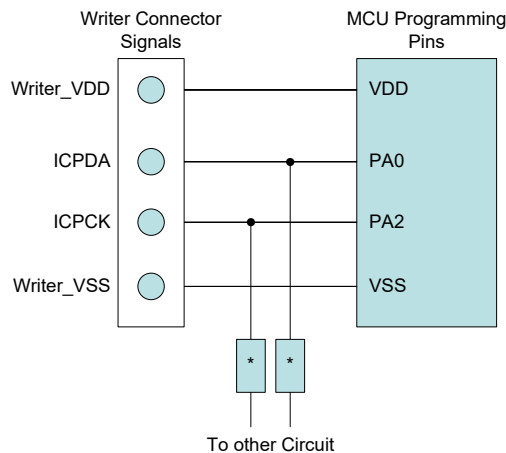 Writer Connector
Signals
MCU Programming
Pins
Writer_VDD
VDD
ICPDA
PA0
ICPCK
PA2
Writer_VSS
VSS
*
*
To other Circuit